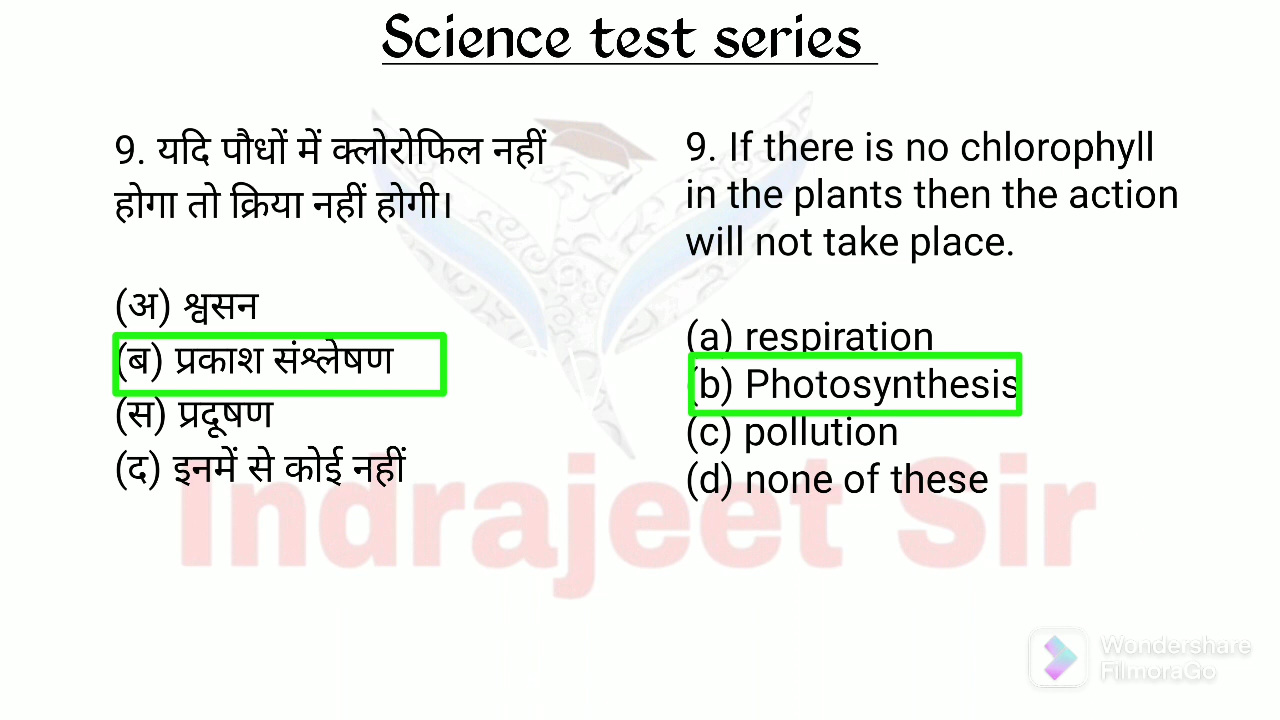 Science test series
9. यदि पौधों में क्लोरोफिल नहीं
होगा तो क्रिया नहीं होगी।
(अ) श्वसन
(ब) प्रकाश संश्लेषण
(स) प्रदूषण
(द) इनमें से कोई नहीं
9. If there is no chlorophyll
in the plants then the action
will not take place.
(a) respiration
(b) Photosynthesis
(c) pollution
(d) none of these
Indrajeet Sir
Wondershare
FilmoraGo